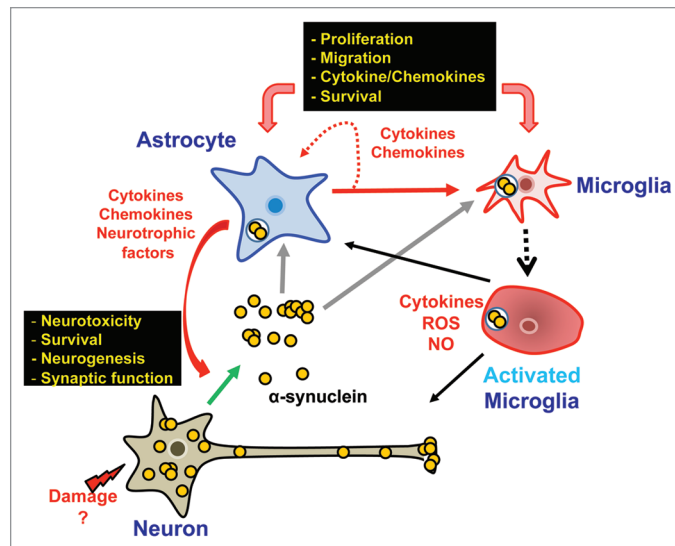 - Proliferation
- Migration
- Cytokine/Chemokines
- Survival
Astrocyte
Cytokines
Chemokines
Microglia
Cytokines
Chemokines
Neurotrophic
factors
Cytokines
ROS
NO
- Neurotoxicity
- Survival
- Neurogenesis
- Synaptic function
α-synuclein
Activated
Microglia
Damage
?
Neuron